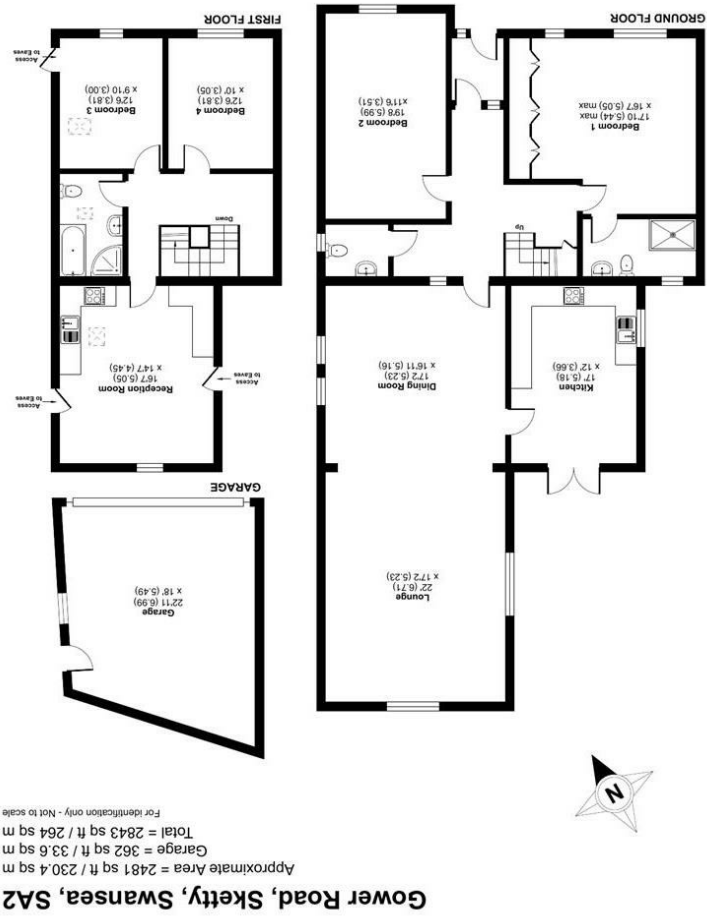 Gower Road, Sketty, Swansea, SA2
Approximate Area = 2481 sq ft / 230.4 sq m
Garage = 362 sq ft / 33.6 sq m
Total = 2843 sq ft / 264 sq m
For identification only - Not to scale
N
Lounge
22' (6.71)
x 17'2 (5.23)
Dining Room
17'2 (5.23)
x 16'11 (5.16)
Kitchen
17' (5.18)
x 12' (3.66)
Up
Bedroom 1
17'10 (5.44) max
x 16'7 (5.05) max
Bedroom 2
19'8 (5.99)
x11'6 (3.51)
GROUND FLOOR
Garage
22'11 (6.99)
x 18' (5.49)
GARAGE
Reception Room
16'7 (5.05)
x 14'7 (4.45)
Access
to Eaves
Access
to Eaves
Down
Bedroom 4
12'6 (3.81)
x 10' (3.05)
Bedroom 3
12'6 (3.81)
x 9'10 (3.00)
Access
to Eaves
FIRST FLOOR